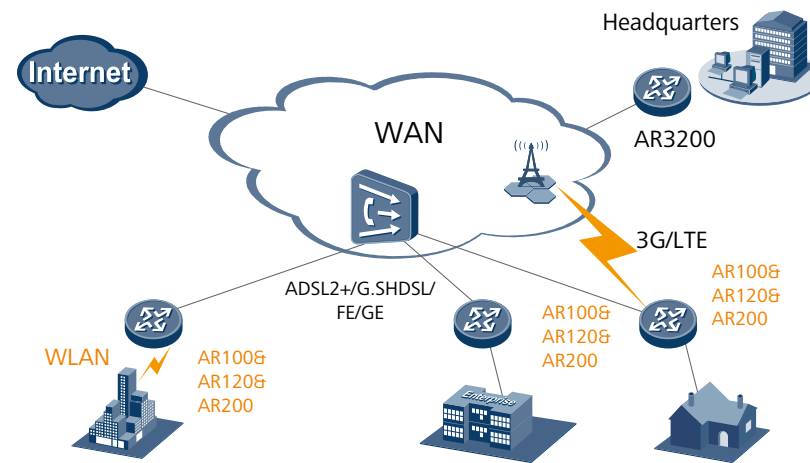 Headquarters
Internet
WAN
AR3200
3G/LTE
ADSL2+/G.SHDSL/
FE/GE
AR100&
AR120&
AR200
AR100&
AR120&
AR200
WLAN
AR100&
AR120&
AR200
Enterprise